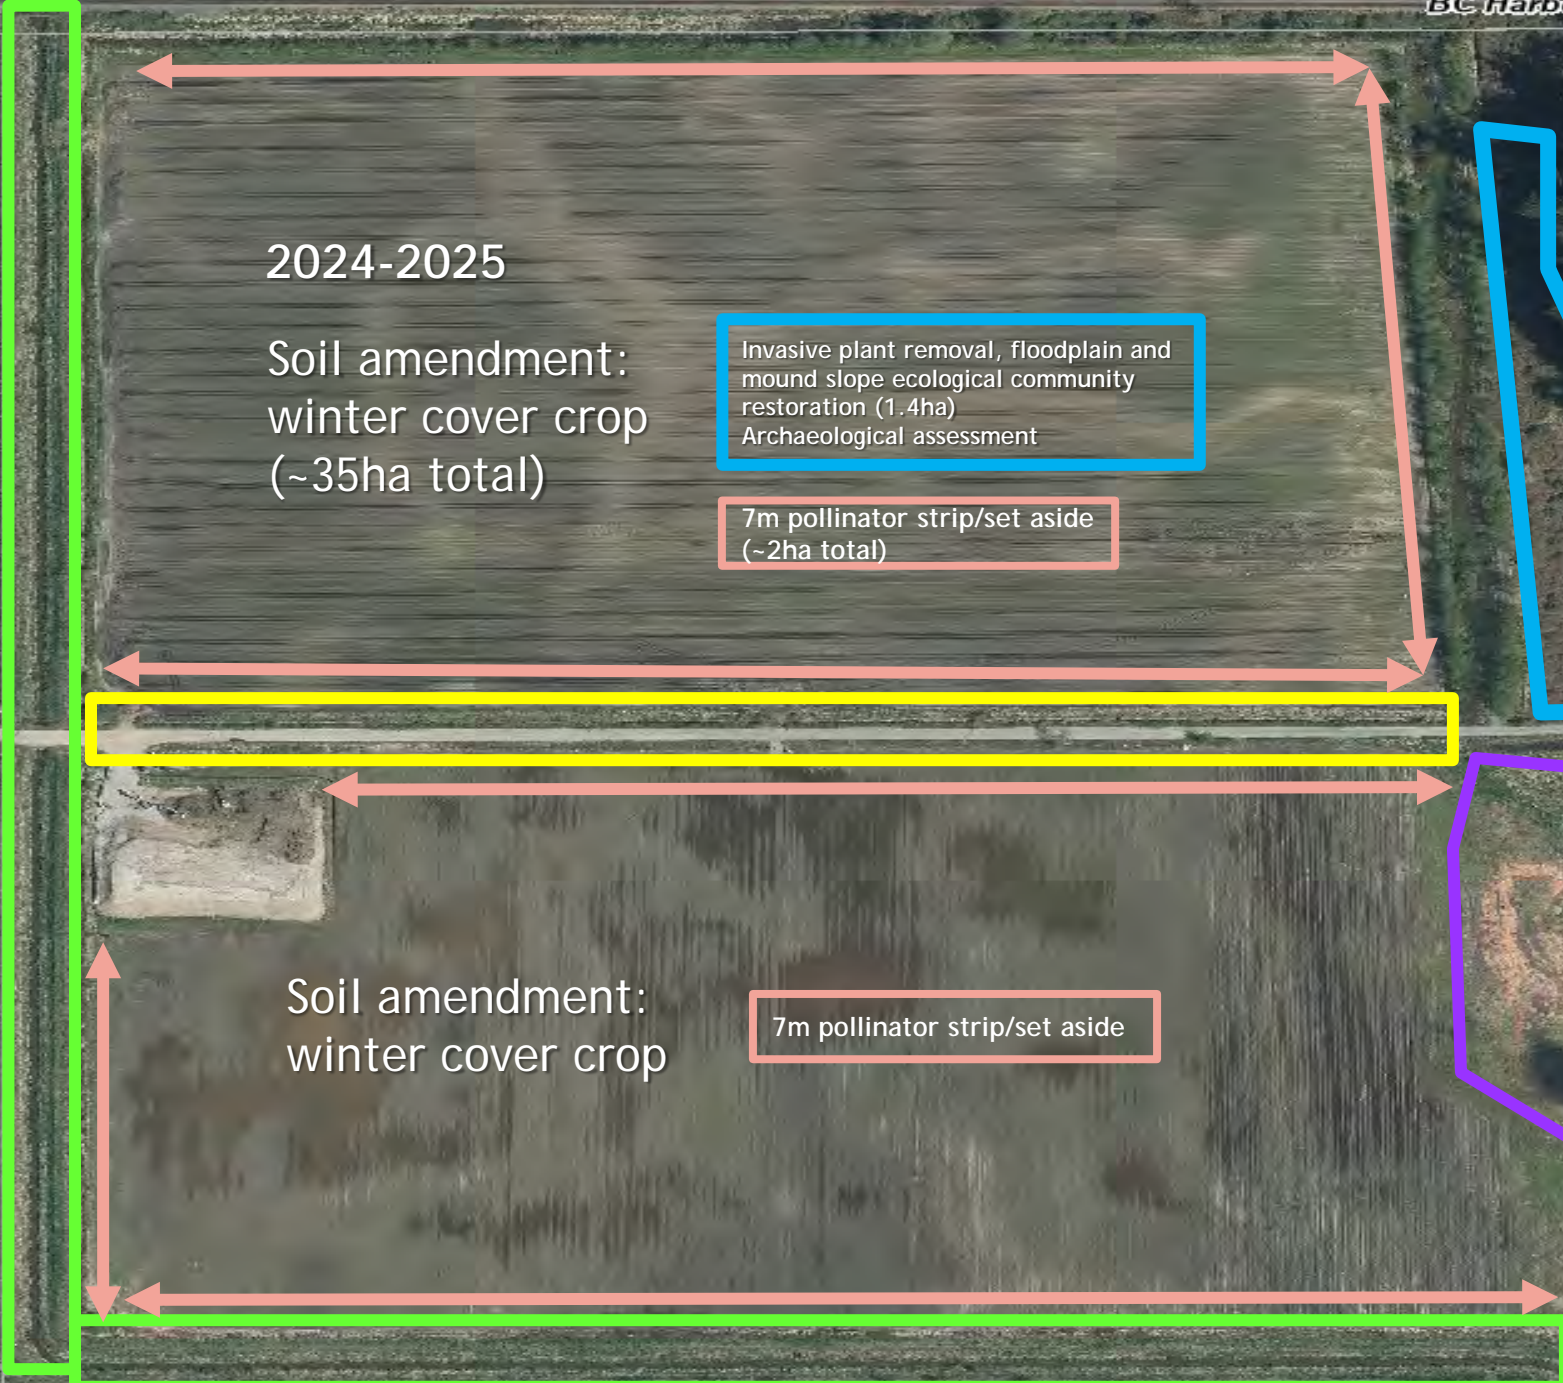 BC Harb
2024-2025
Soil amendment:
winter cover crop
(~35ha total)
Invasive plant removal, floodplain and
mound slope ecological community
restoration (1.4ha)
Archaeological assessment
7m pollinator strip/set aside
(~2ha total)
Soil amendment:
winter cover crop
7m pollinator strip/set aside